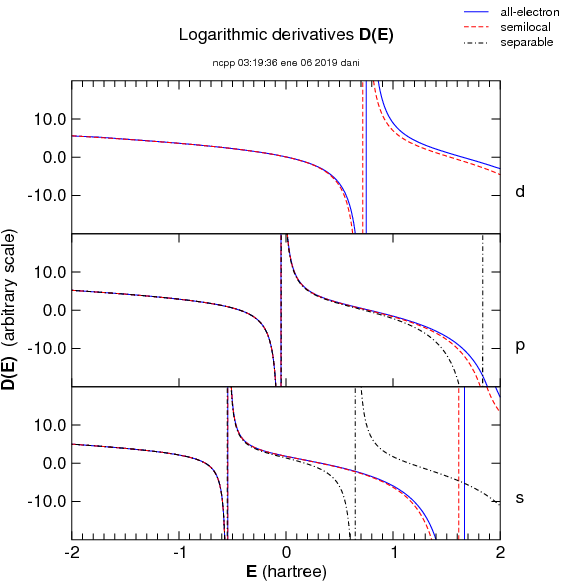 all-electron
semilocal
separable
Logarithmic derivatives D(E)
ncpp 03:19:36 ene 06 2019 dani
10.0
0.0
-10.0
d
10.0
0.0
-10.0
p
10.0
0.0
-10.0
s
D(E) (arbitrary scale)
-2 -1 0 1 2
E (hartree)